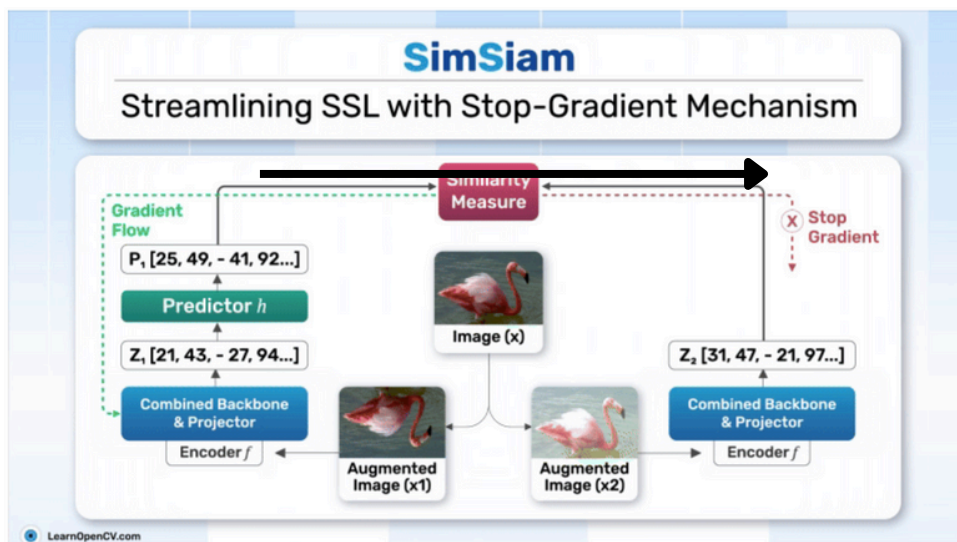 SimSiam
Streamlining SSL with Stop-Gradient Mechanism
Similarity
Measure
Gradient
Flow
X
Stop
Gradient
P₁ [25, 49, - 41, 92...]
Predictor h
Image (x)
Z₁ [21, 43, - 27, 94...]
Z₂ [31, 47, - 21, 97...]
Combined Backbone
& Projector
Encoder f
Augmented
Image (x1)
Augmented
Image (x2)
Combined Backbone
& Projector
Encoder f
LearnOpenCV.com